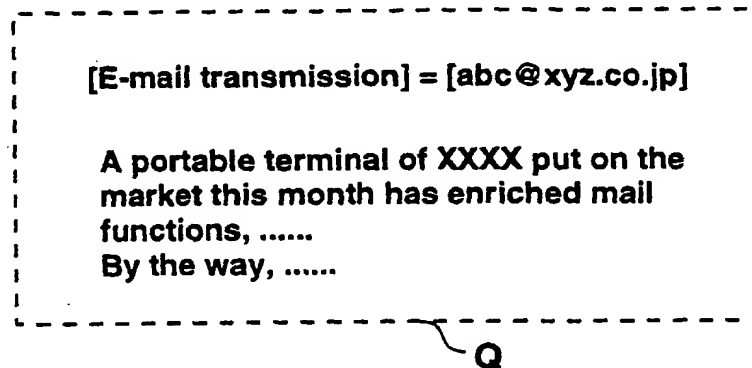 [E-mail transmission] = [abc@xyz.co.jp]
A portable terminal of XXXX put on the
market this month has enriched mail
functions, ......
By the way, ......
Q